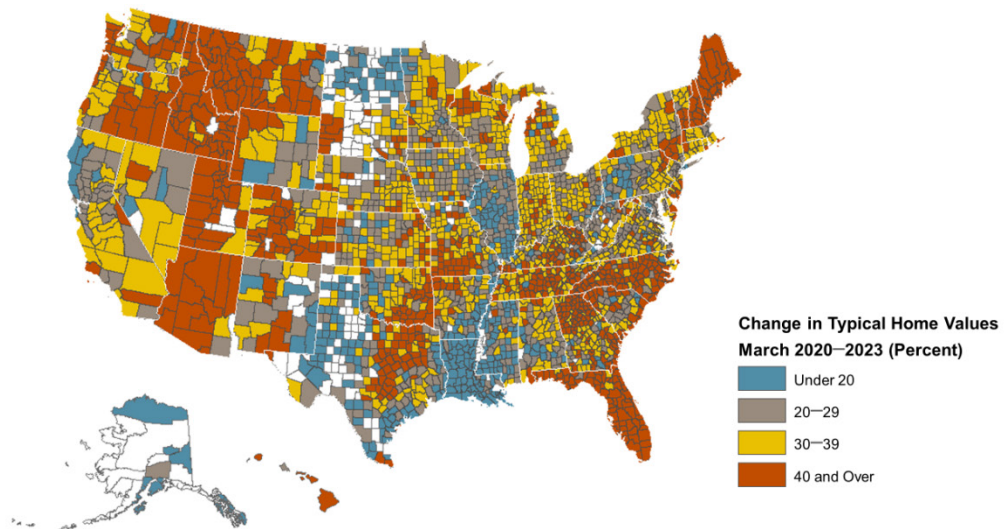 Change in Typical Home Values
March 2020—2023 (Percent)
Under 20
20—29
30—39
40 and Over